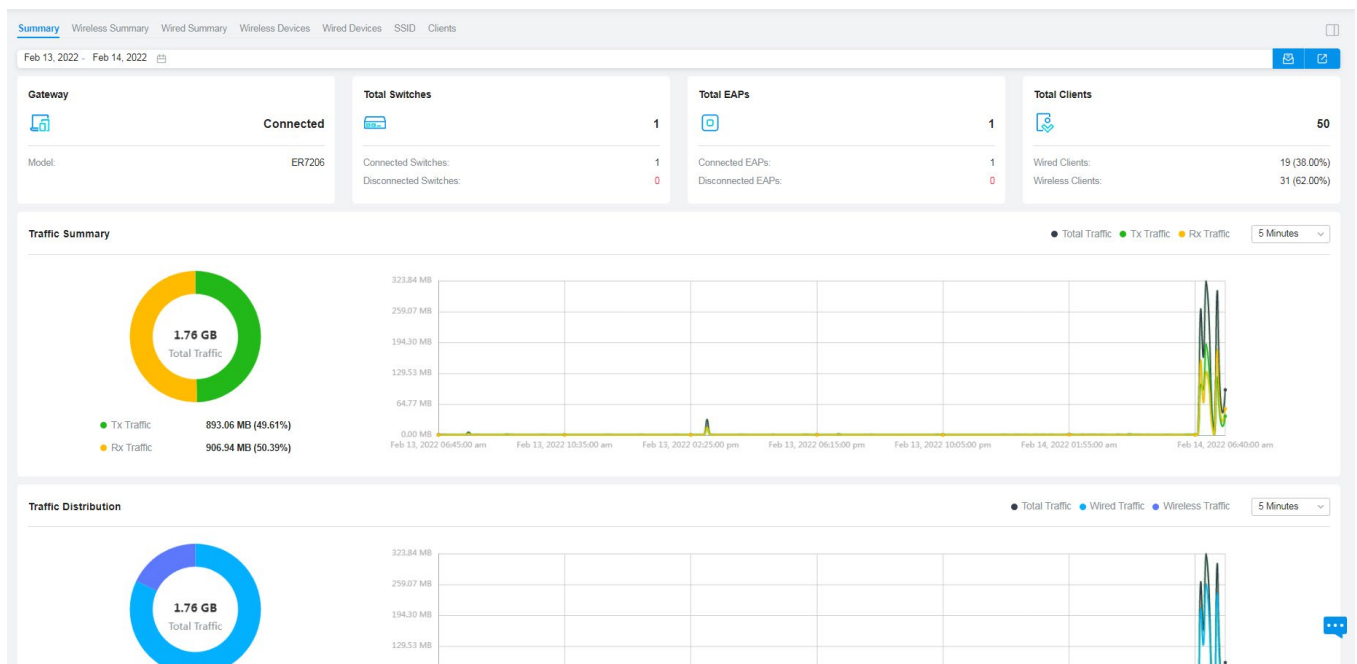 Summary Wireless Summary Wired Summary Wireless Devices Wired Devices SSID Clients
Feb 13, 2022 - Feb 14, 2022
Gateway
Connected
Model: ER7206
Total Switches
1
Connected Switches: 1
Disconnected Switches: 0
Total EAPs
1
Connected EAPs: 1
Disconnected EAPs: 0
Total Clients
50
Wired Clients: 19 (38.00%)
Wireless Clients: 31 (62.00%)
Traffic Summary
Total Traffic Tx Traffic Rx Traffic 5 Minutes
1.76 GB
Total Traffic
Tx Traffic 893.06 MB (49.61%)
Rx Traffic 906.94 MB (50.39%)
323.84 MB
259.07 MB
194.30 MB
129.53 MB
64.77 MB
0.00 MB
Feb 13, 2022 06:45:00 am Feb 13, 2022 10:35:00 am Feb 13, 2022 02:25:00 pm Feb 13, 2022 06:15:00 pm Feb 13, 2022 10:05:00 pm Feb 14, 2022 01:55:00 am Feb 14, 2022 06:40:00 am
Traffic Distribution
Total Traffic Wired Traffic Wireless Traffic 5 Minutes
1.76 GB
Total Traffic
323.84 MB
259.07 MB
194.30 MB
129.53 MB